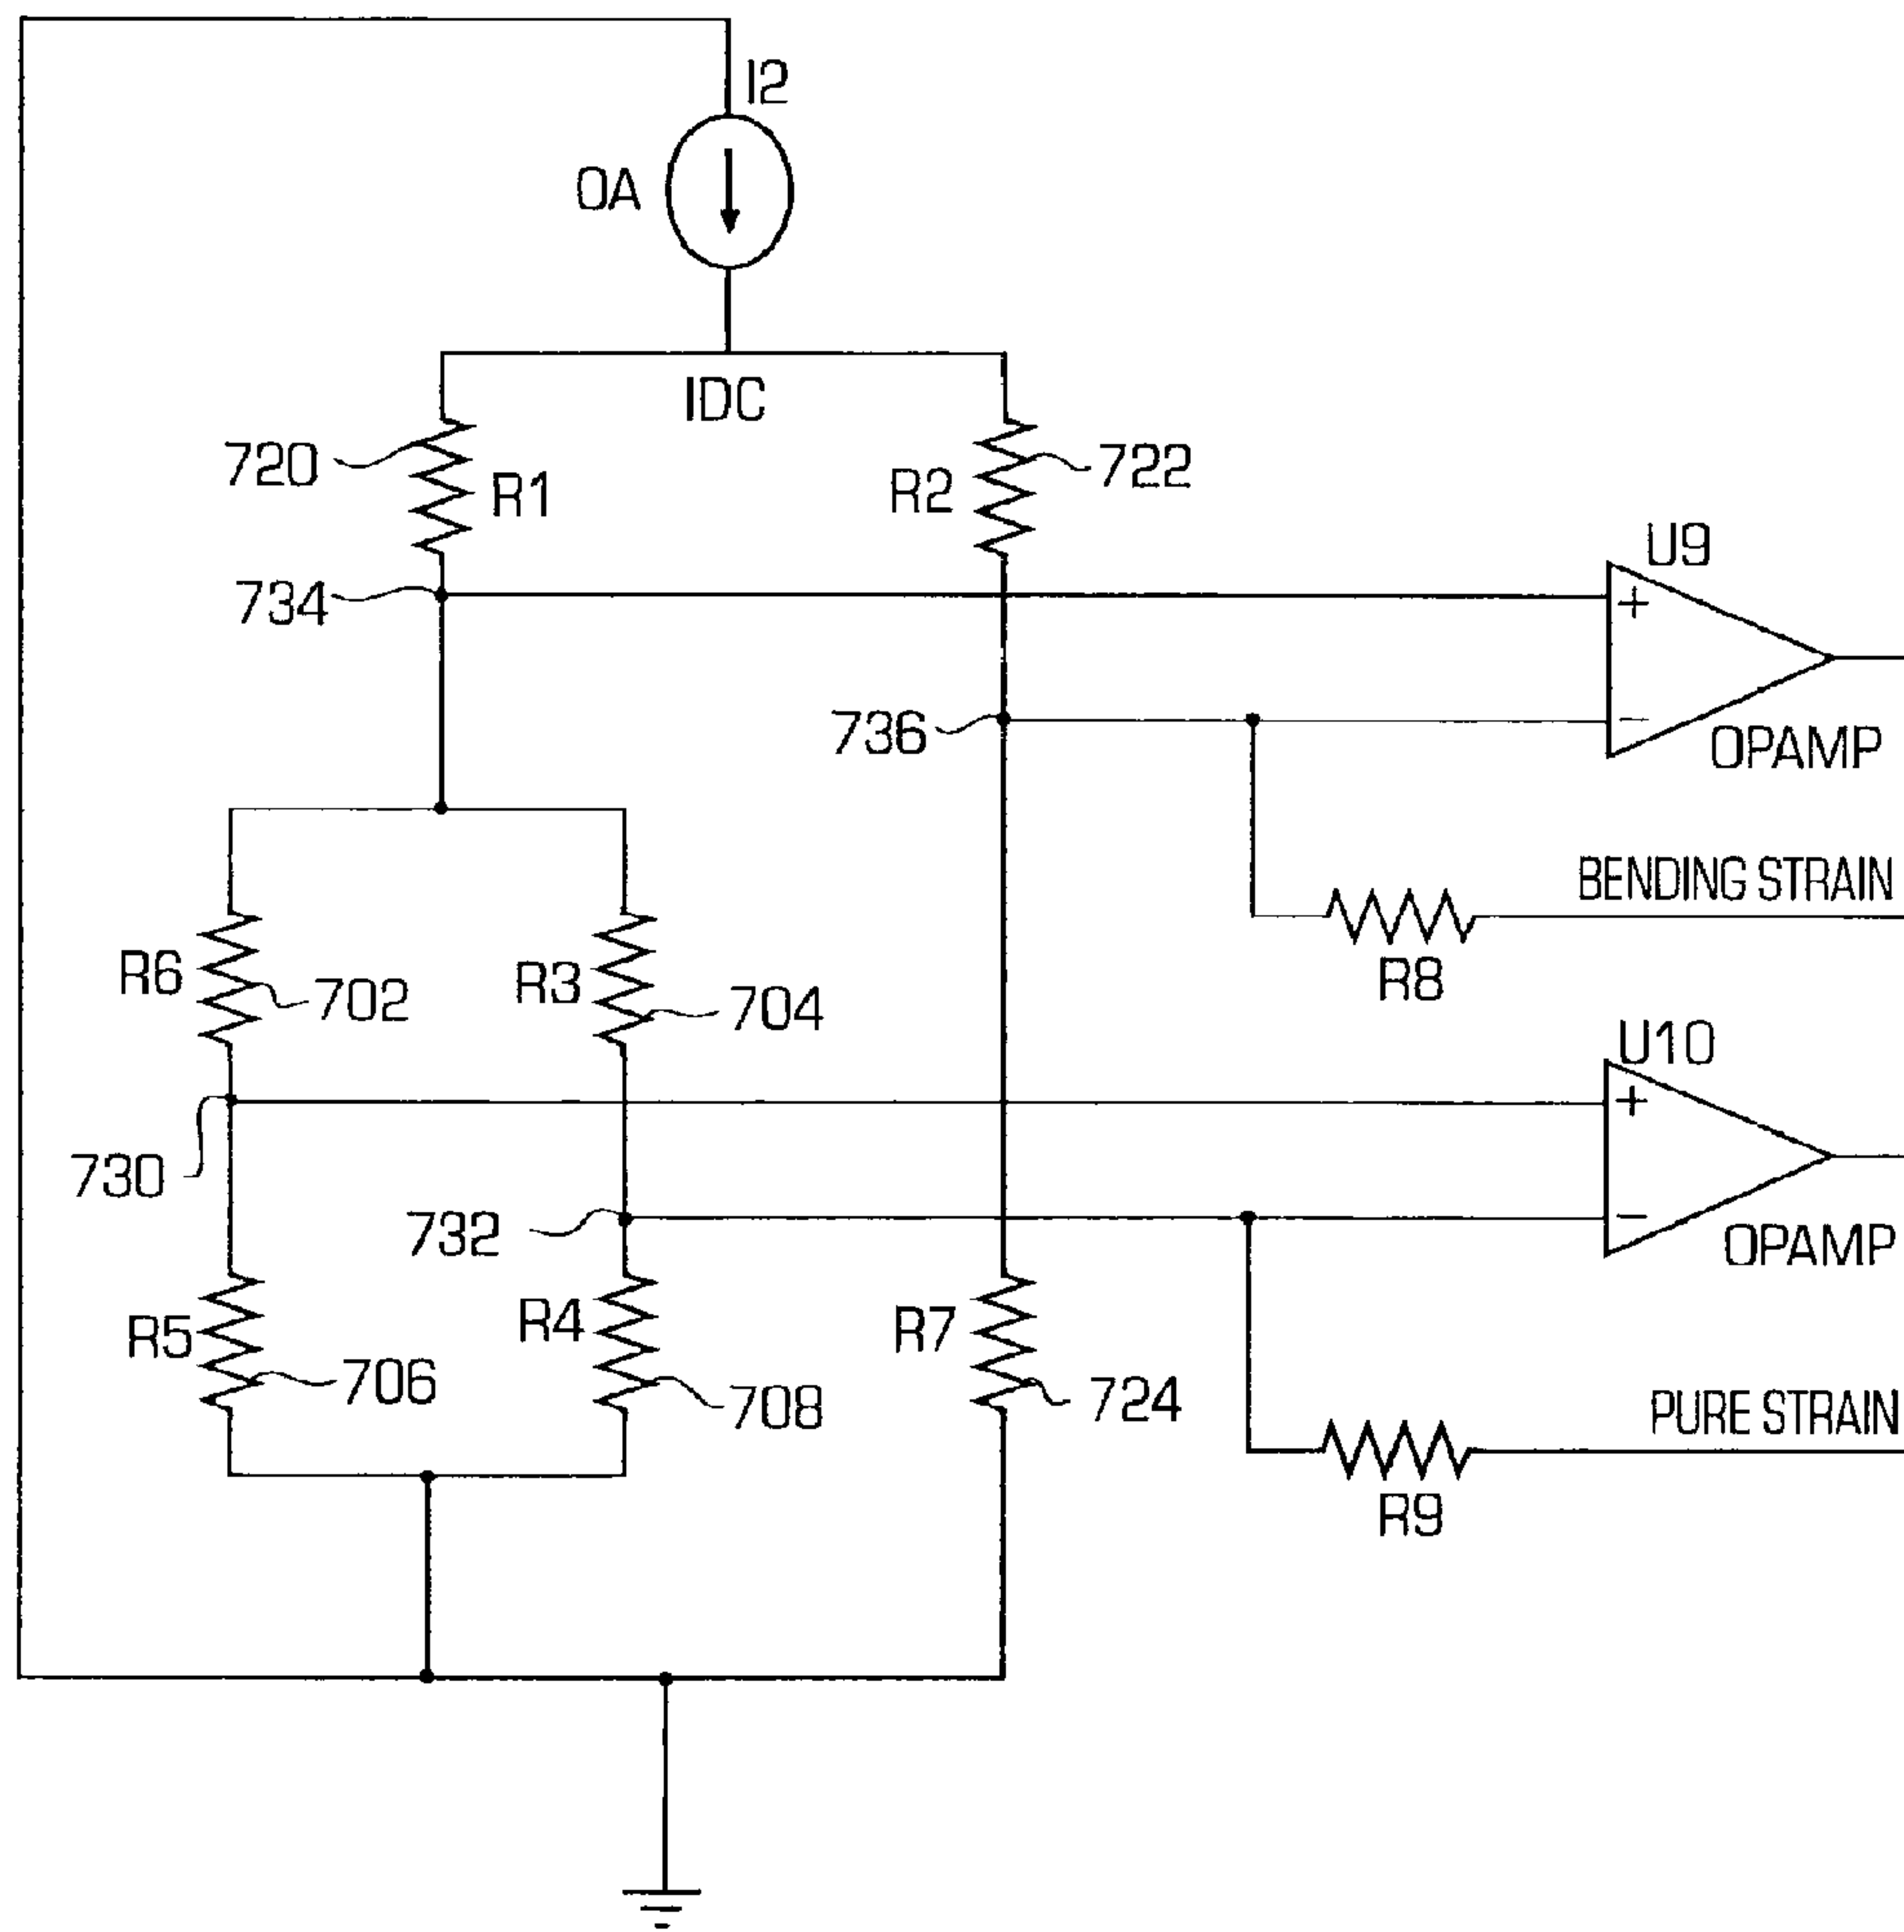 I2
0A
IDC
720
R1
R2
722
U9
734
+
736
−
OPAMP
BENDING STRAIN
R6
702
R3
704
R8
U10
730
+
732
−
OPAMP
R5
706
R4
708
R7
724
PURE STRAIN
R9